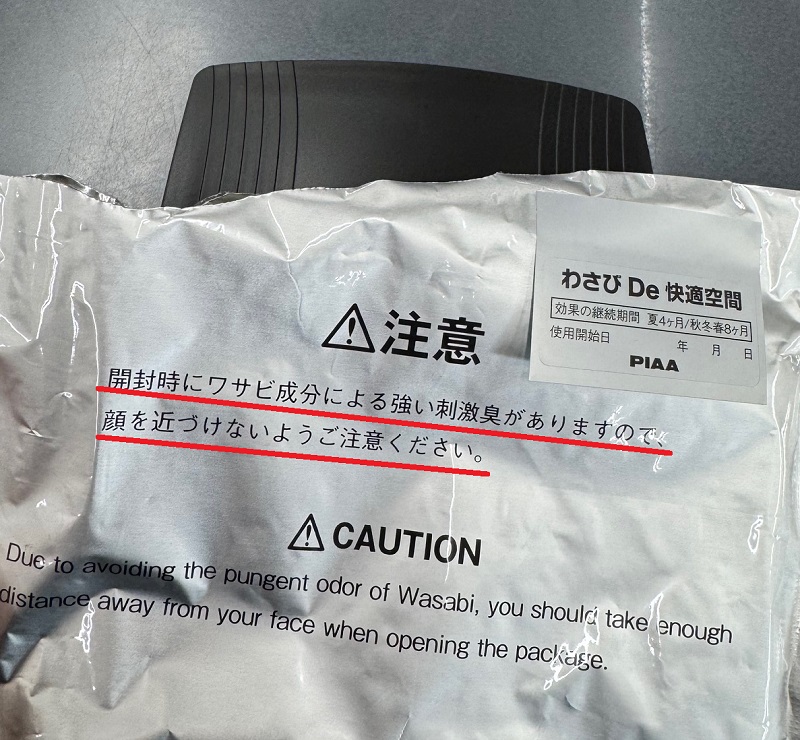 わさび De 快適空間
効果の継続期間 夏4ヶ月/秋冬春8ヶ月
使用開始日 年 月 日
PIAA
注意
開封時にワサビ成分による強い刺激臭がありますので、
顔を近づけないようご注意ください。
CAUTION
Due to avoiding the pungent odor of Wasabi, you should take enough
distance away from your face when opening the package.